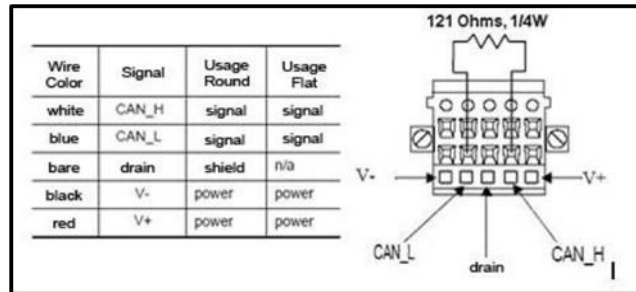 121 Ohms, 1/4W
Wire Color Signal Usage Round Usage Flat
white CAN_H signal signal
blue CAN_L signal signal
bare drain shield n/a
black V- power power
red V+ power power
V- V+
CAN_L drain CAN_H